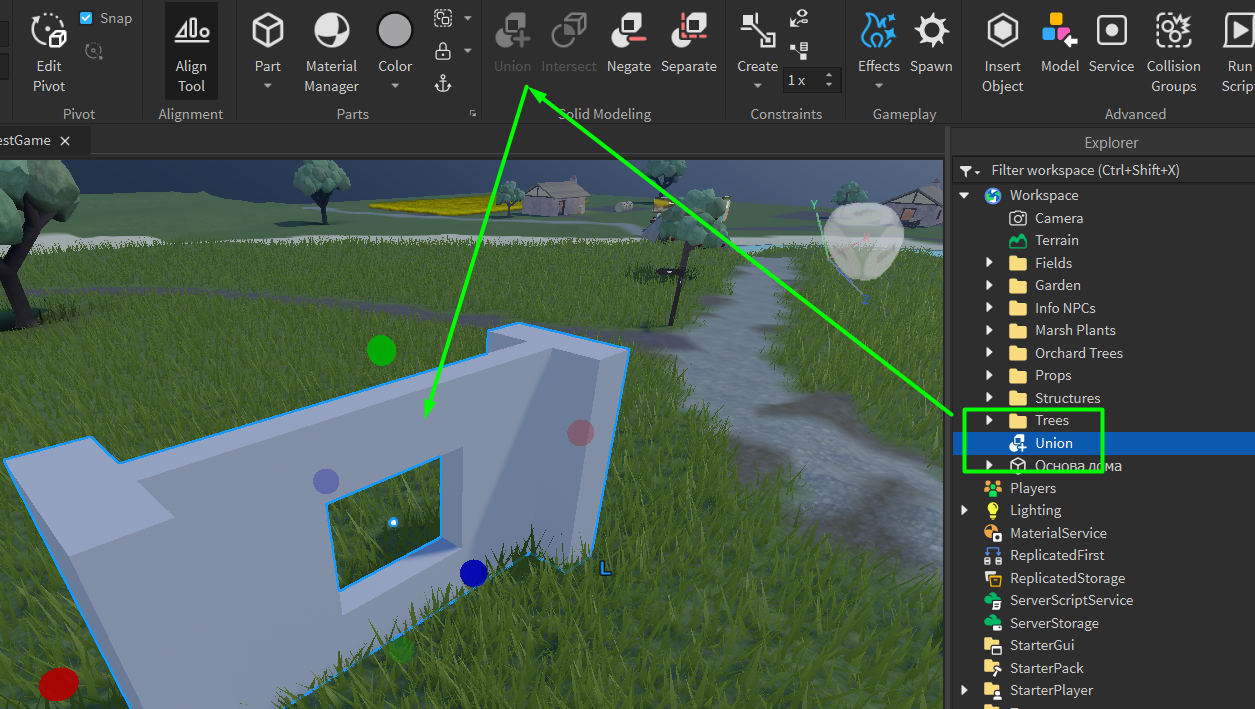 Snap
Edit
Pivot
Align
Tool
Part
Material
Manager
Color
Union
Intersect
Negate
Separate
Create
1 x
Effects
Spawn
Insert
Object
Model
Service
Collision
Groups
Run
Scrip
Pivot
Alignment
Parts
Solid Modeling
Constraints
Gameplay
Advanced
estGame
Explorer
Filter workspace (Ctrl+Shift+X)
Workspace
Camera
Terrain
Fields
Garden
Info NPCs
Marsh Plants
Orchard Trees
Props
Structures
Trees
Union
Основа дома
Players
Lighting
MaterialService
ReplicatedFirst
ReplicatedStorage
ServerScriptService
ServerStorage
StarterGui
StarterPack
StarterPlayer
Y
Z
L